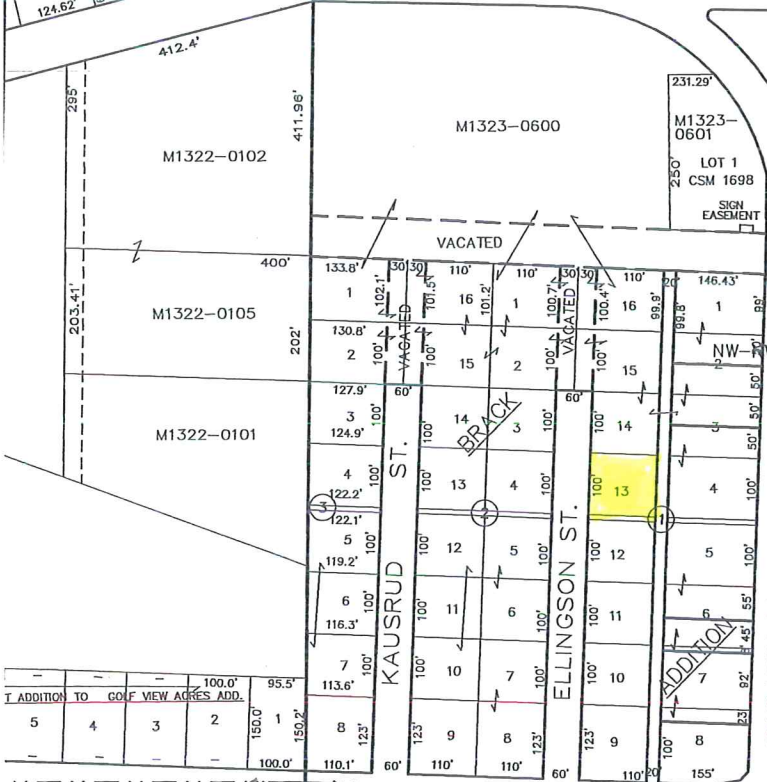 124.62'
412.4'
295'
411.96'
M1323-0600
231.29'
M1323-
0601
250'
LOT 1
CSM 1698
SIGN
EASEMENT
M1322-0102
VACATED
400'
133.8' 30' 30' 110' 110' 30' 30' 110' 20' 146.43'
1 102.1' 101.5' 16 101.2' 1 100.7' 100.4' 16 99.9' 99.8' 1 99'
VACATED VACATED
203.41'
M1322-0105
202'
130.8'
2 100' 100' 15 2 100' 100' 15 2
NW
50'
127.9' 60' 60'
3 100' 100' 14 3 100' 100' 14 3 50'
50'
BRACK
124.9'
M1322-0101
4 100' 100' 13 4 100' 100' 13 4 100'
122.2'
3 2 1
122.1'
5 100' 100' 12 5 100' 100' 12 5 100'
119.2'
KAUSRUD ST.
ELLINGSON ST.
6 100' 100' 11 6 100' 100' 11 6 55'
45'
116.3'
ADDITION
7 100' 100' 10 7 100' 100' 10 7 92'
113.6'
100.0' 95.5'
T ADDITION TO GOLF VIEW ACRES ADD.
5 4 3 2 150.0' 1 150.2' 8 123' 123' 9 8 123' 123' 9 100' 8 23'
100.0' 110.1' 60' 110' 110' 60' 110' 20' 155'